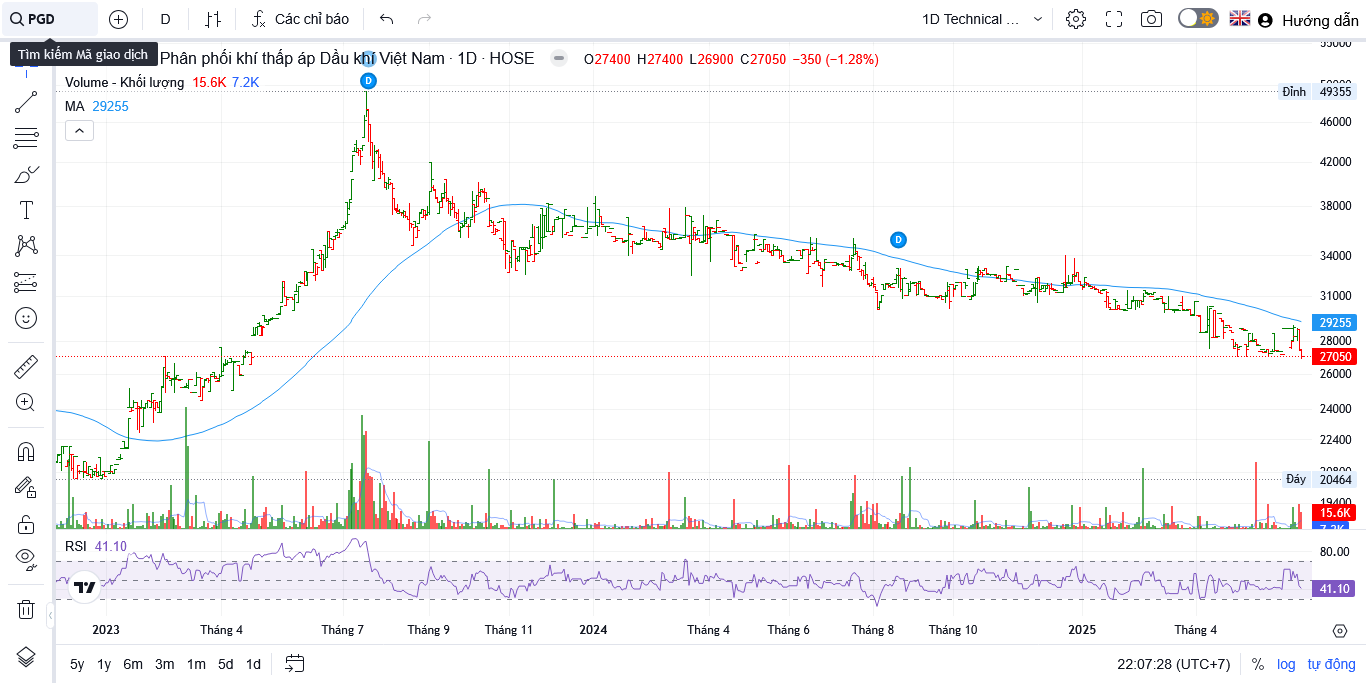 PGD D Các chỉ báo 1D Technical ... Hướng dẫn
Tìm kiếm Mã giao dịch
Phân phối khí thấp áp Dầu khí Việt Nam · 1D · HOSE O27400 H27400 L26900 C27050 −350 (−1.28%)
Volume - Khối lượng 15.6K 7.2K
D
MA 29255
D
55000
50000
Đỉnh 49355
46000
42000
38000
34000
31000
29255
28000
27050
26000
24000
22400
20800
Đáy 20464
19400
15.6K
7.2K
RSI 41.10
80.00
41.10
2023 Tháng 4 Tháng 7 Tháng 9 Tháng 11 2024 Tháng 4 Tháng 6 Tháng 8 Tháng 10 2025 Tháng 4
5y 1y 6m 3m 1m 5d 1d 22:07:28 (UTC+7) % log tự động